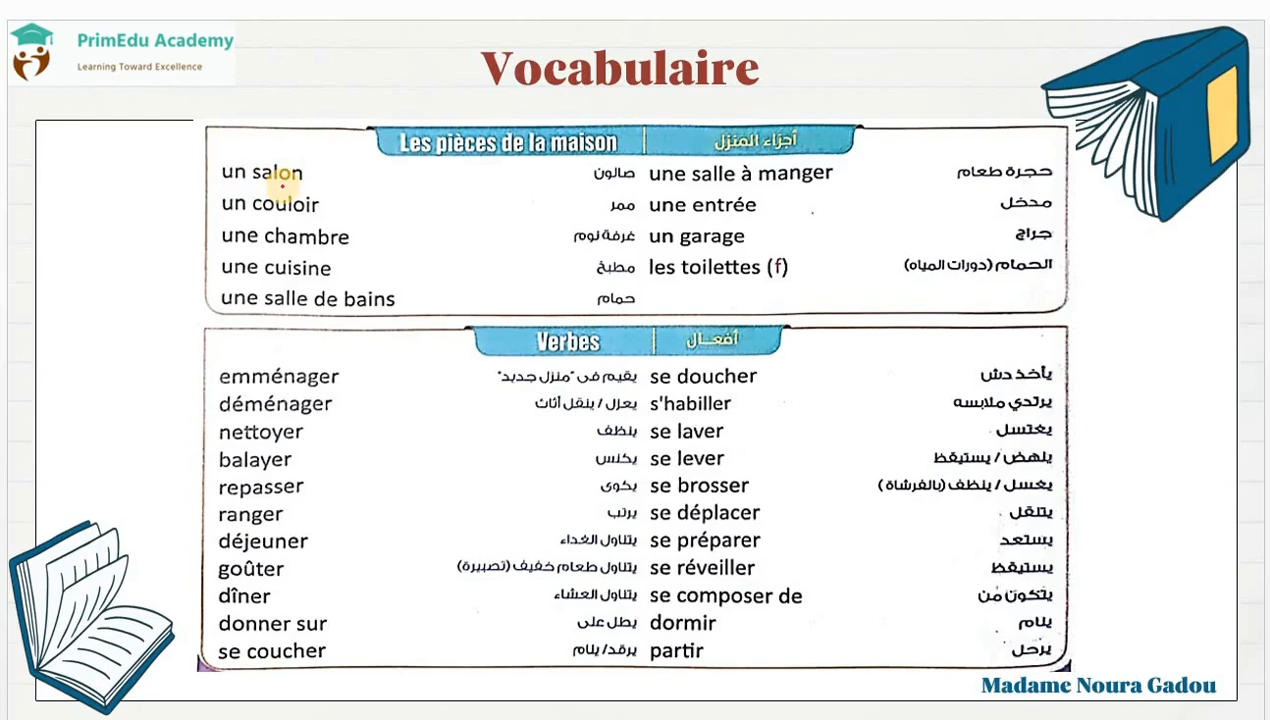 PrimEdu Academy
Learning Toward Excellence
Vocabulaire
Les pièces de la maison أجزاء المنزل
un salon صالون une salle à manger حجرة طعام
un couloir ممر une entrée مدخل
une chambre غرفة نوم un garage جراج
une cuisine مطبخ les toilettes (f) الحمام (دورات المياه)
une salle de bains حمام
Verbes أفعـال
emménager يقيم فى "منزل جديد" se doucher يأخذ دش
déménager يعزل / ينقل أثاث s'habiller يرتدي ملابسه
nettoyer ينظف se laver يغتسل
balayer يكنس se lever ينهض / يستيقظ
repasser يكوى se brosser يغسل / ينظف (بالفرشاة)
ranger يرتب se déplacer يتنقل
déjeuner يتناول الغداء se préparer يستعد
goûter يتناول طعام خفيف (تصبيرة) se réveiller يستيقظ
dîner يتناول العشاء se composer de يتكون من
donner sur يطل على dormir ينام
se coucher يرقد/ ينام partir يرحل
Madame Noura Gadou